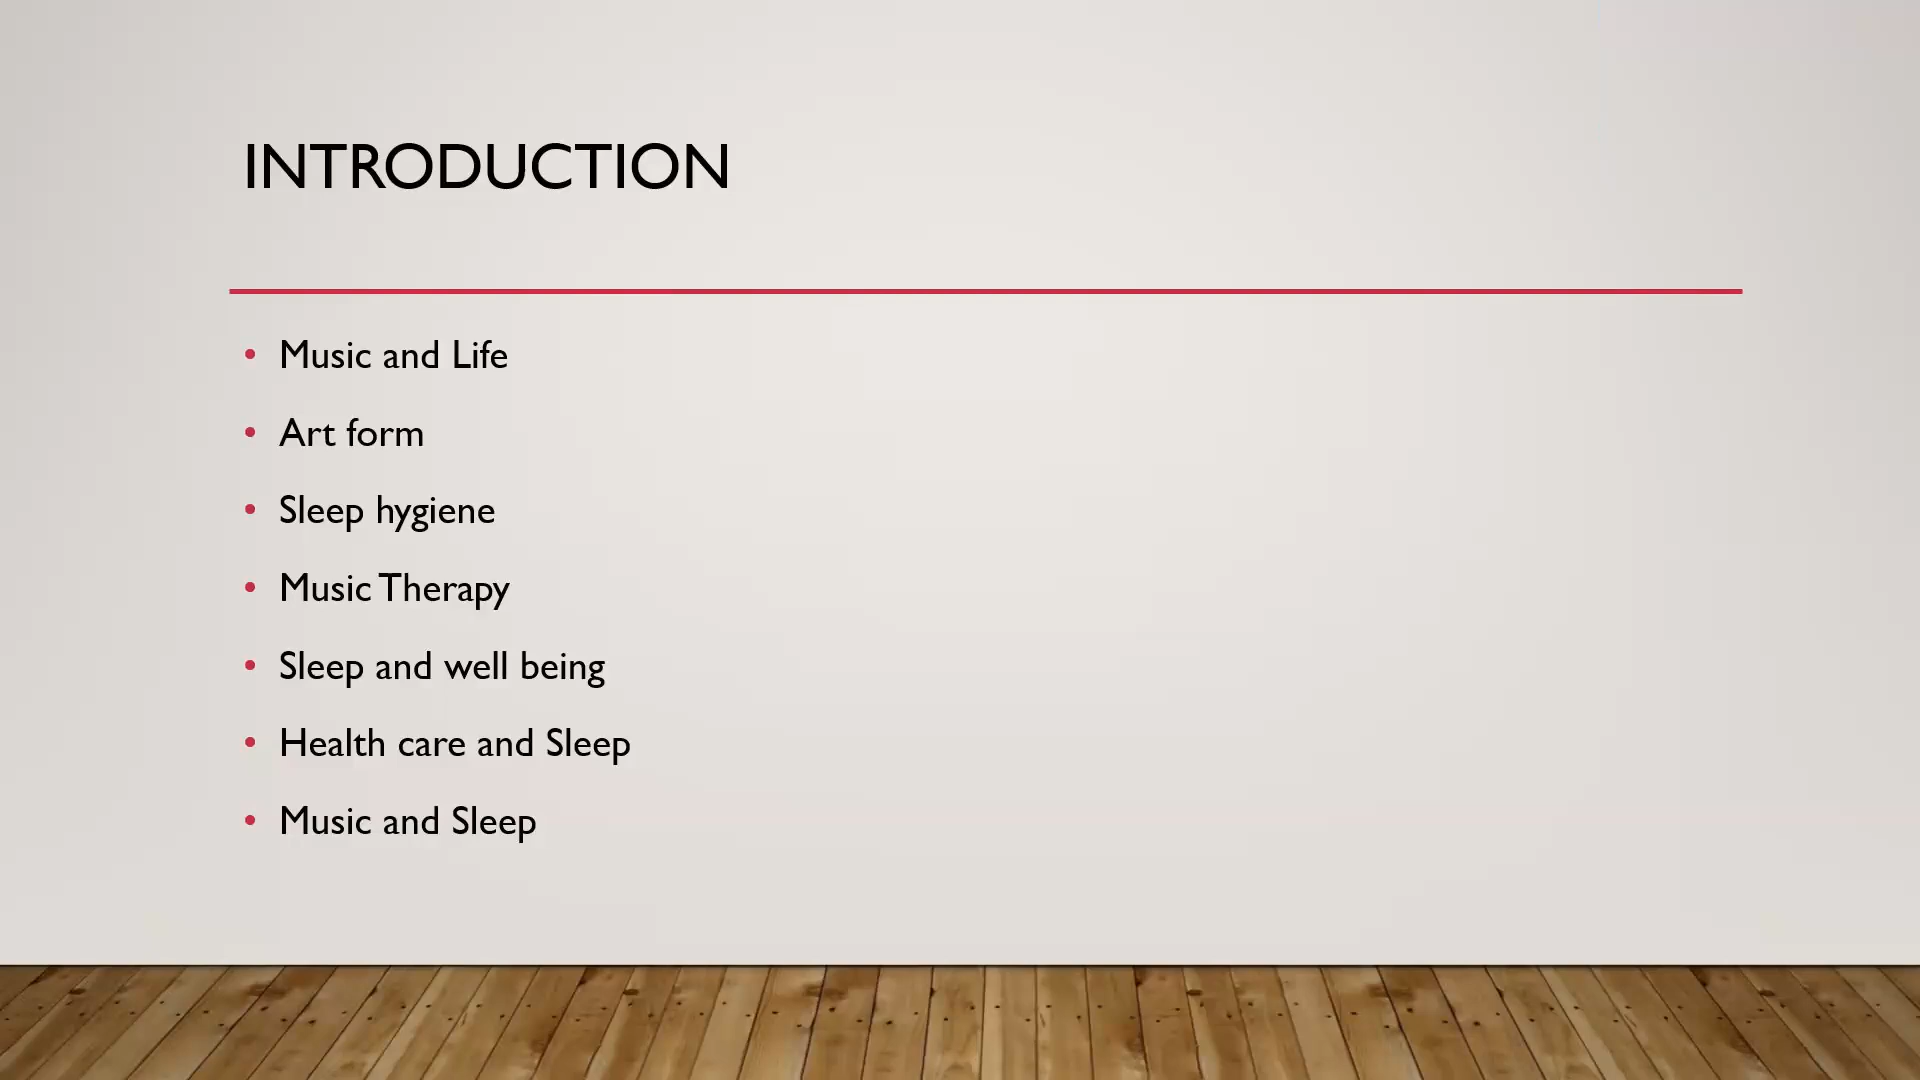 INTRODUCTION
• Music and Life
• Art form
• Sleep hygiene
• Music Therapy
• Sleep and well being
• Health care and Sleep
• Music and Sleep